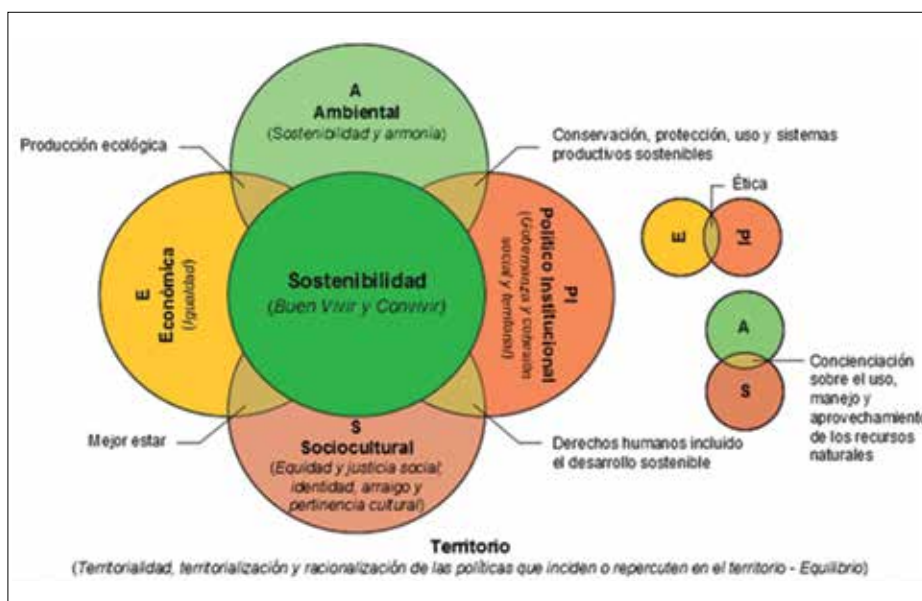 A
Ambiental
(Sostenibilidad y armonía)
Producción ecológica
Conservación, protección, uso y sistemas
productivos sostenibles
Ética
E
PI
E
Económica
(Igualdad)
Sostenibilidad
(Buen Vivir y Convivir)
PI
Político Institucional
(Gobernanza y cohesión
social y territorial)
A
S
Concienciación
sobre el uso,
manejo y
aprovechamiento
de los recursos
naturales
Mejor estar
S
Sociocultural
(Equidad y justicia social;
identidad, arraigo y
pertinencia cultural)
Derechos humanos incluido
el desarrollo sostenible
Territorio
(Territorialidad, territorialización y racionalización de las políticas que inciden o repercuten en el territorio - Equilibrio)